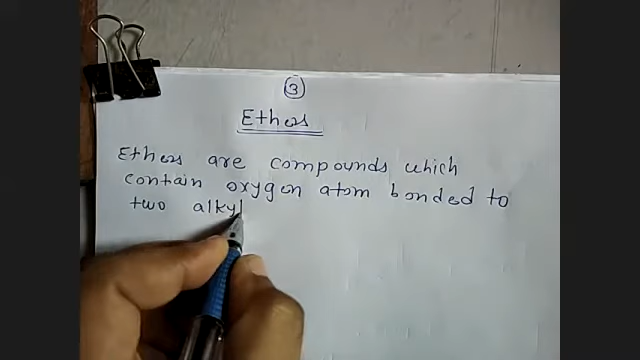 3
Ethers
Ethers are compounds which
contain oxygen atom bonded to
two alkyl